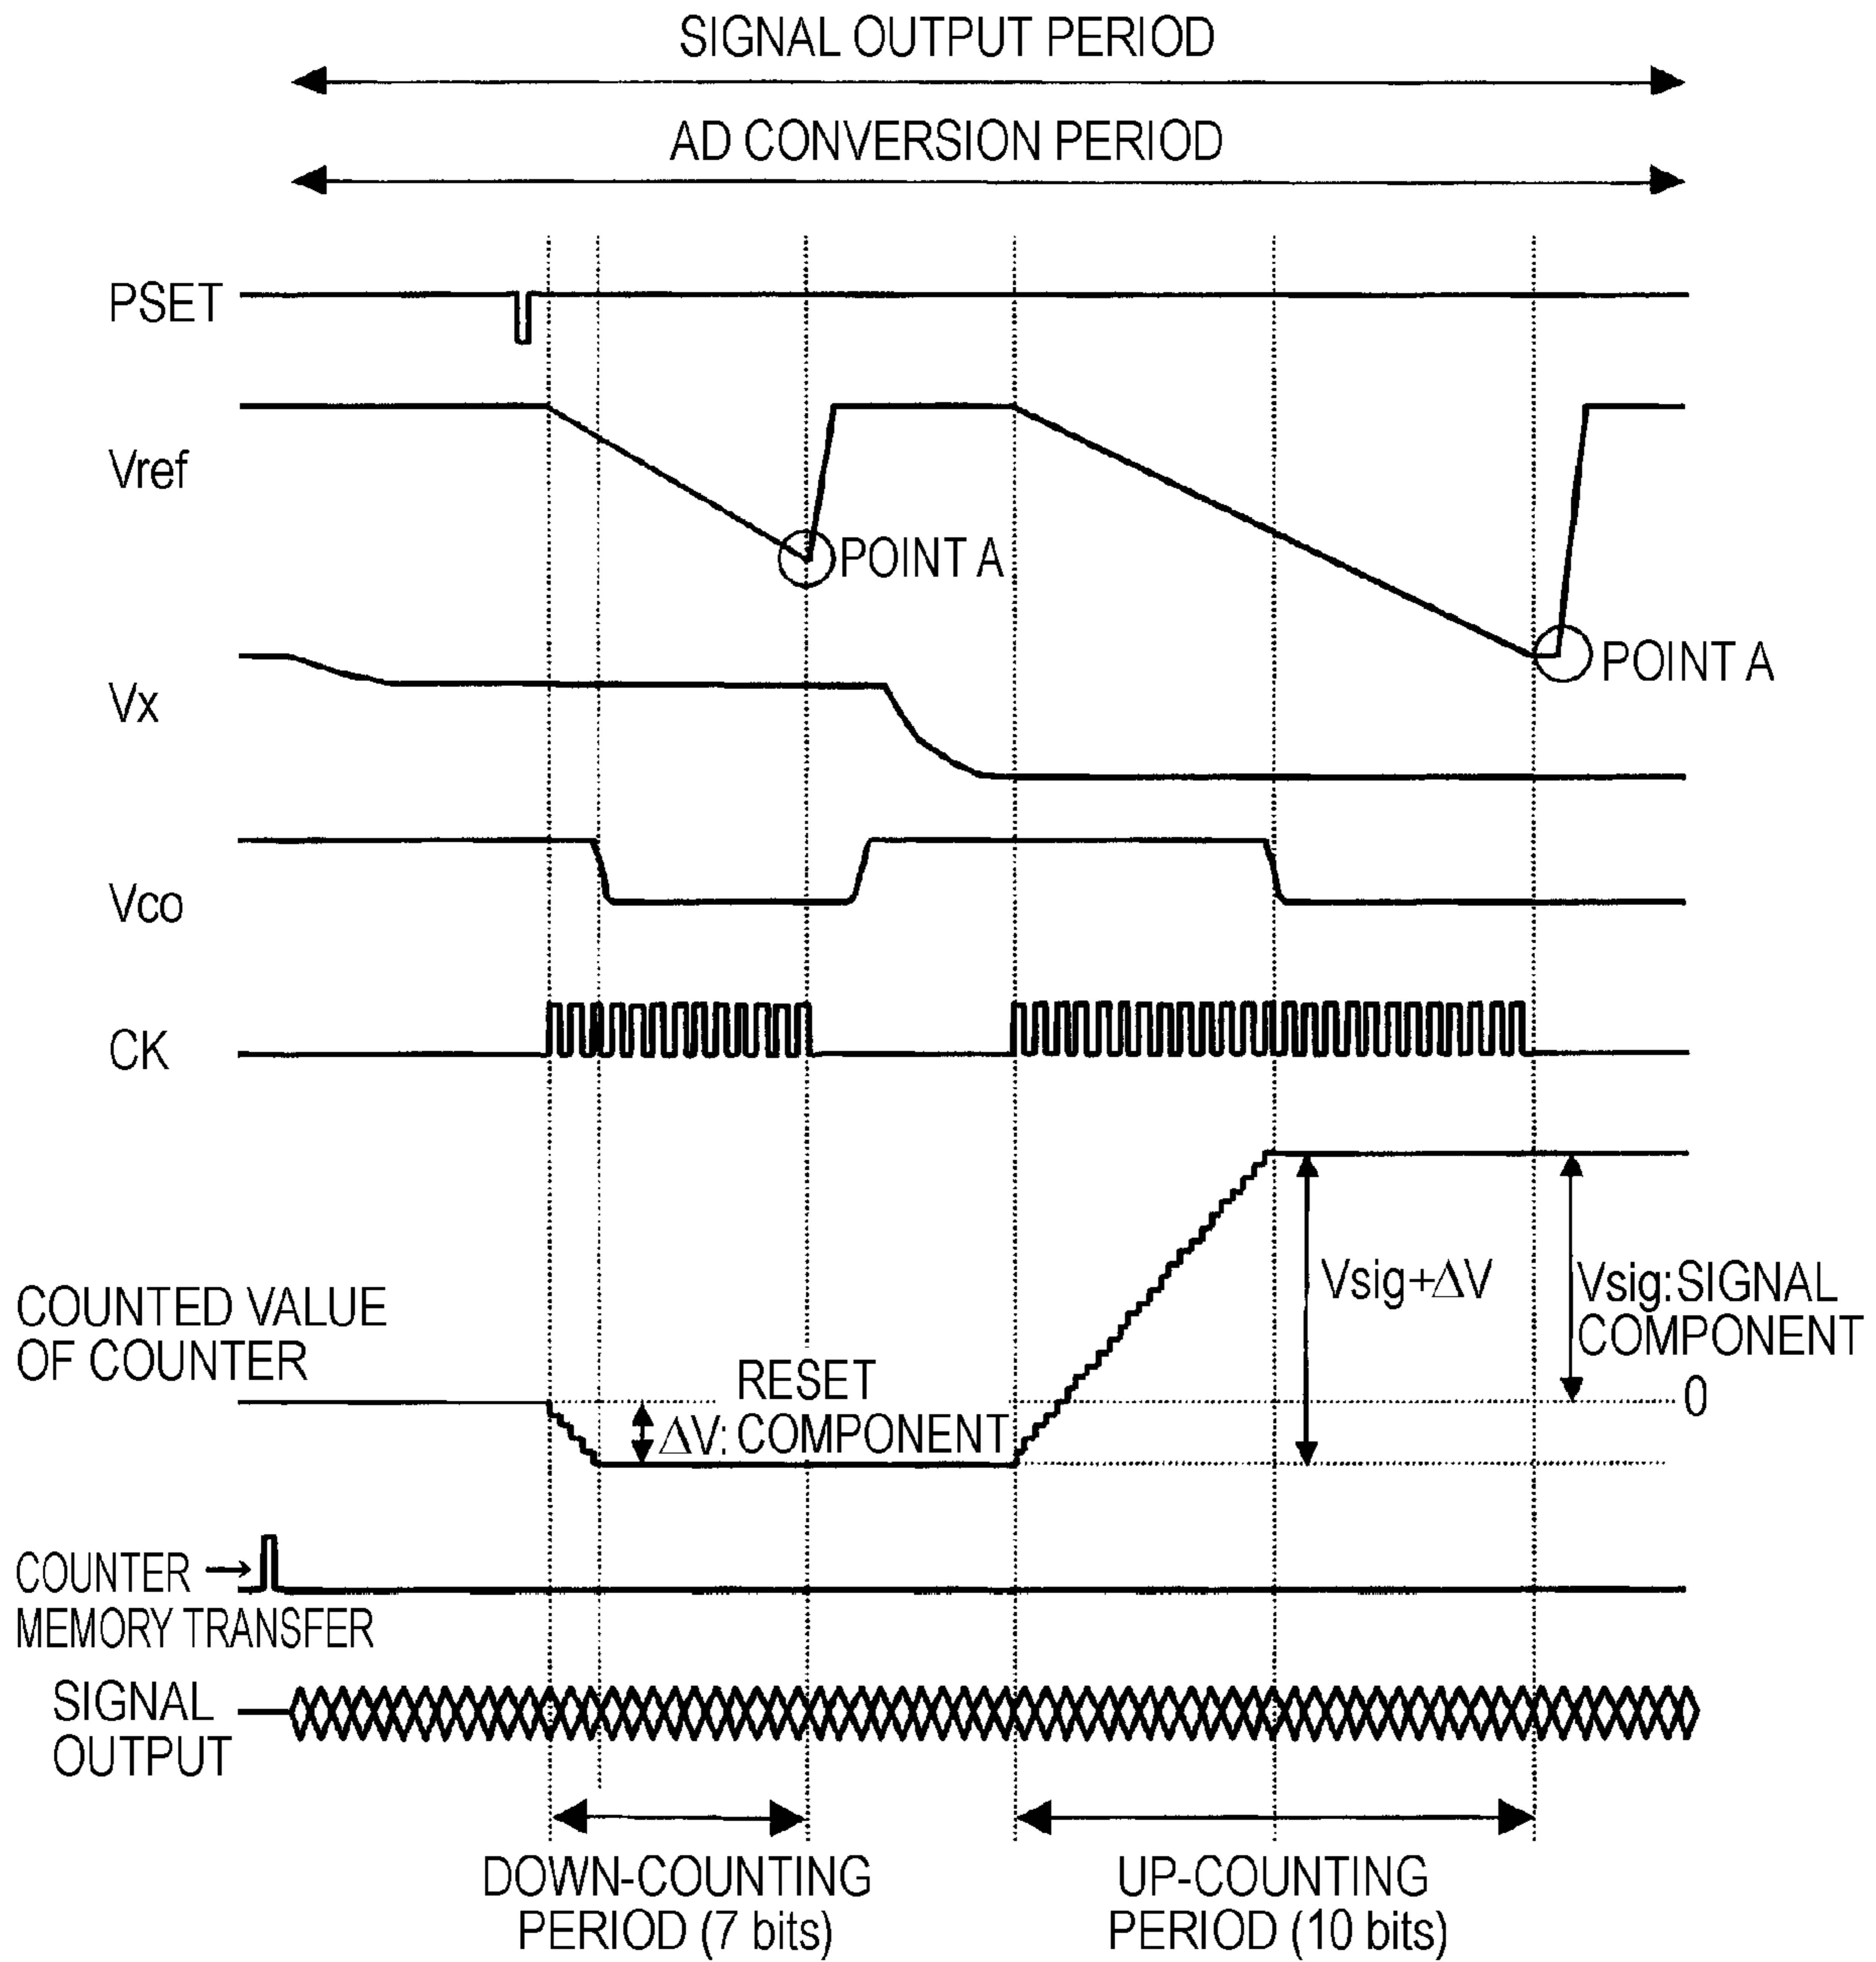 SIGNAL OUTPUT PERIOD
AD CONVERSION PERIOD
PSET
Vref
POINT A
POINT A
Vx
Vco
CK
COUNTED VALUE
OF COUNTER
RESET
ΔV: COMPONENT
Vsig+ΔV
Vsig:SIGNAL
COMPONENT
0
COUNTER
MEMORY TRANSFER
SIGNAL
OUTPUT
DOWN-COUNTING
PERIOD (7 bits)
UP-COUNTING
PERIOD (10 bits)